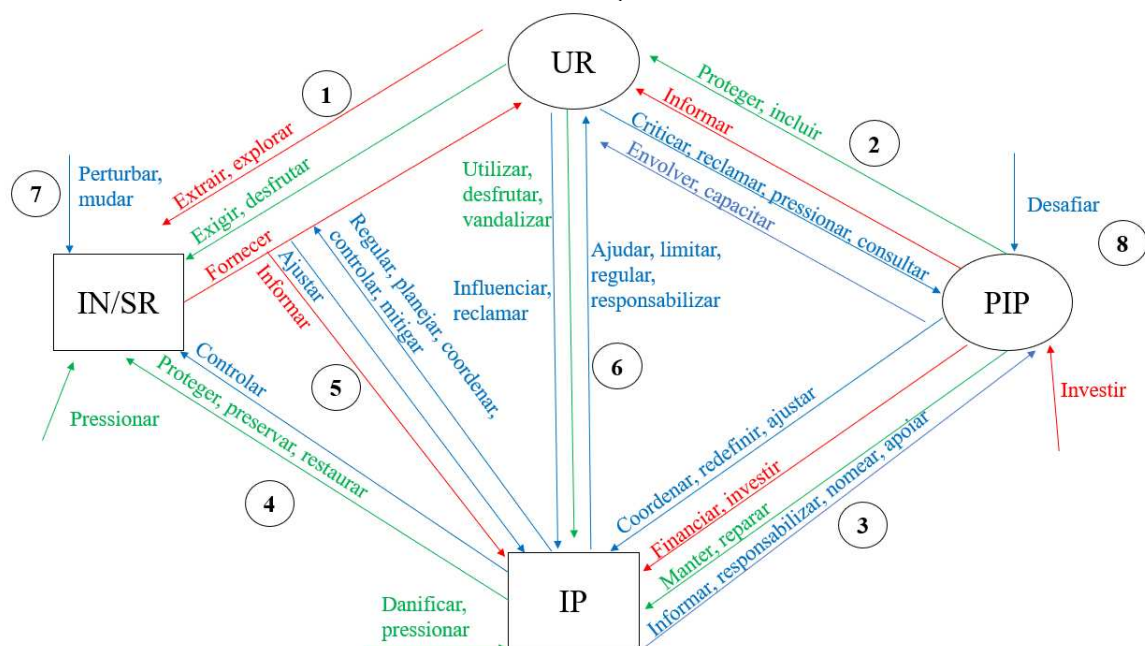 UR
1
Extrair, explorar
Exigir, desfrutar
Fornecer
Proteger, incluir
Informar
2
Criticar, reclamar, pressionar, consultar
Envolver, capacitar
7
Perturbar,
mudar
Utilizar,
desfrutar,
vandalizar
Desafiar
8
IN/SR
Informar
Ajustar
Regular, planejar, coordenar,
controlar, mitigar
Influenciar,
reclamar
Ajudar, limitar,
regular,
responsabilizar
PIP
5
6
Controlar
Proteger, preservar, restaurar
Pressionar
4
Investir
Coordenar, redefinir, ajustar
Financiar, investir
Manter, reparar
Informar, responsabilizar, nomear, apoiar
3
Danificar,
pressionar
IP